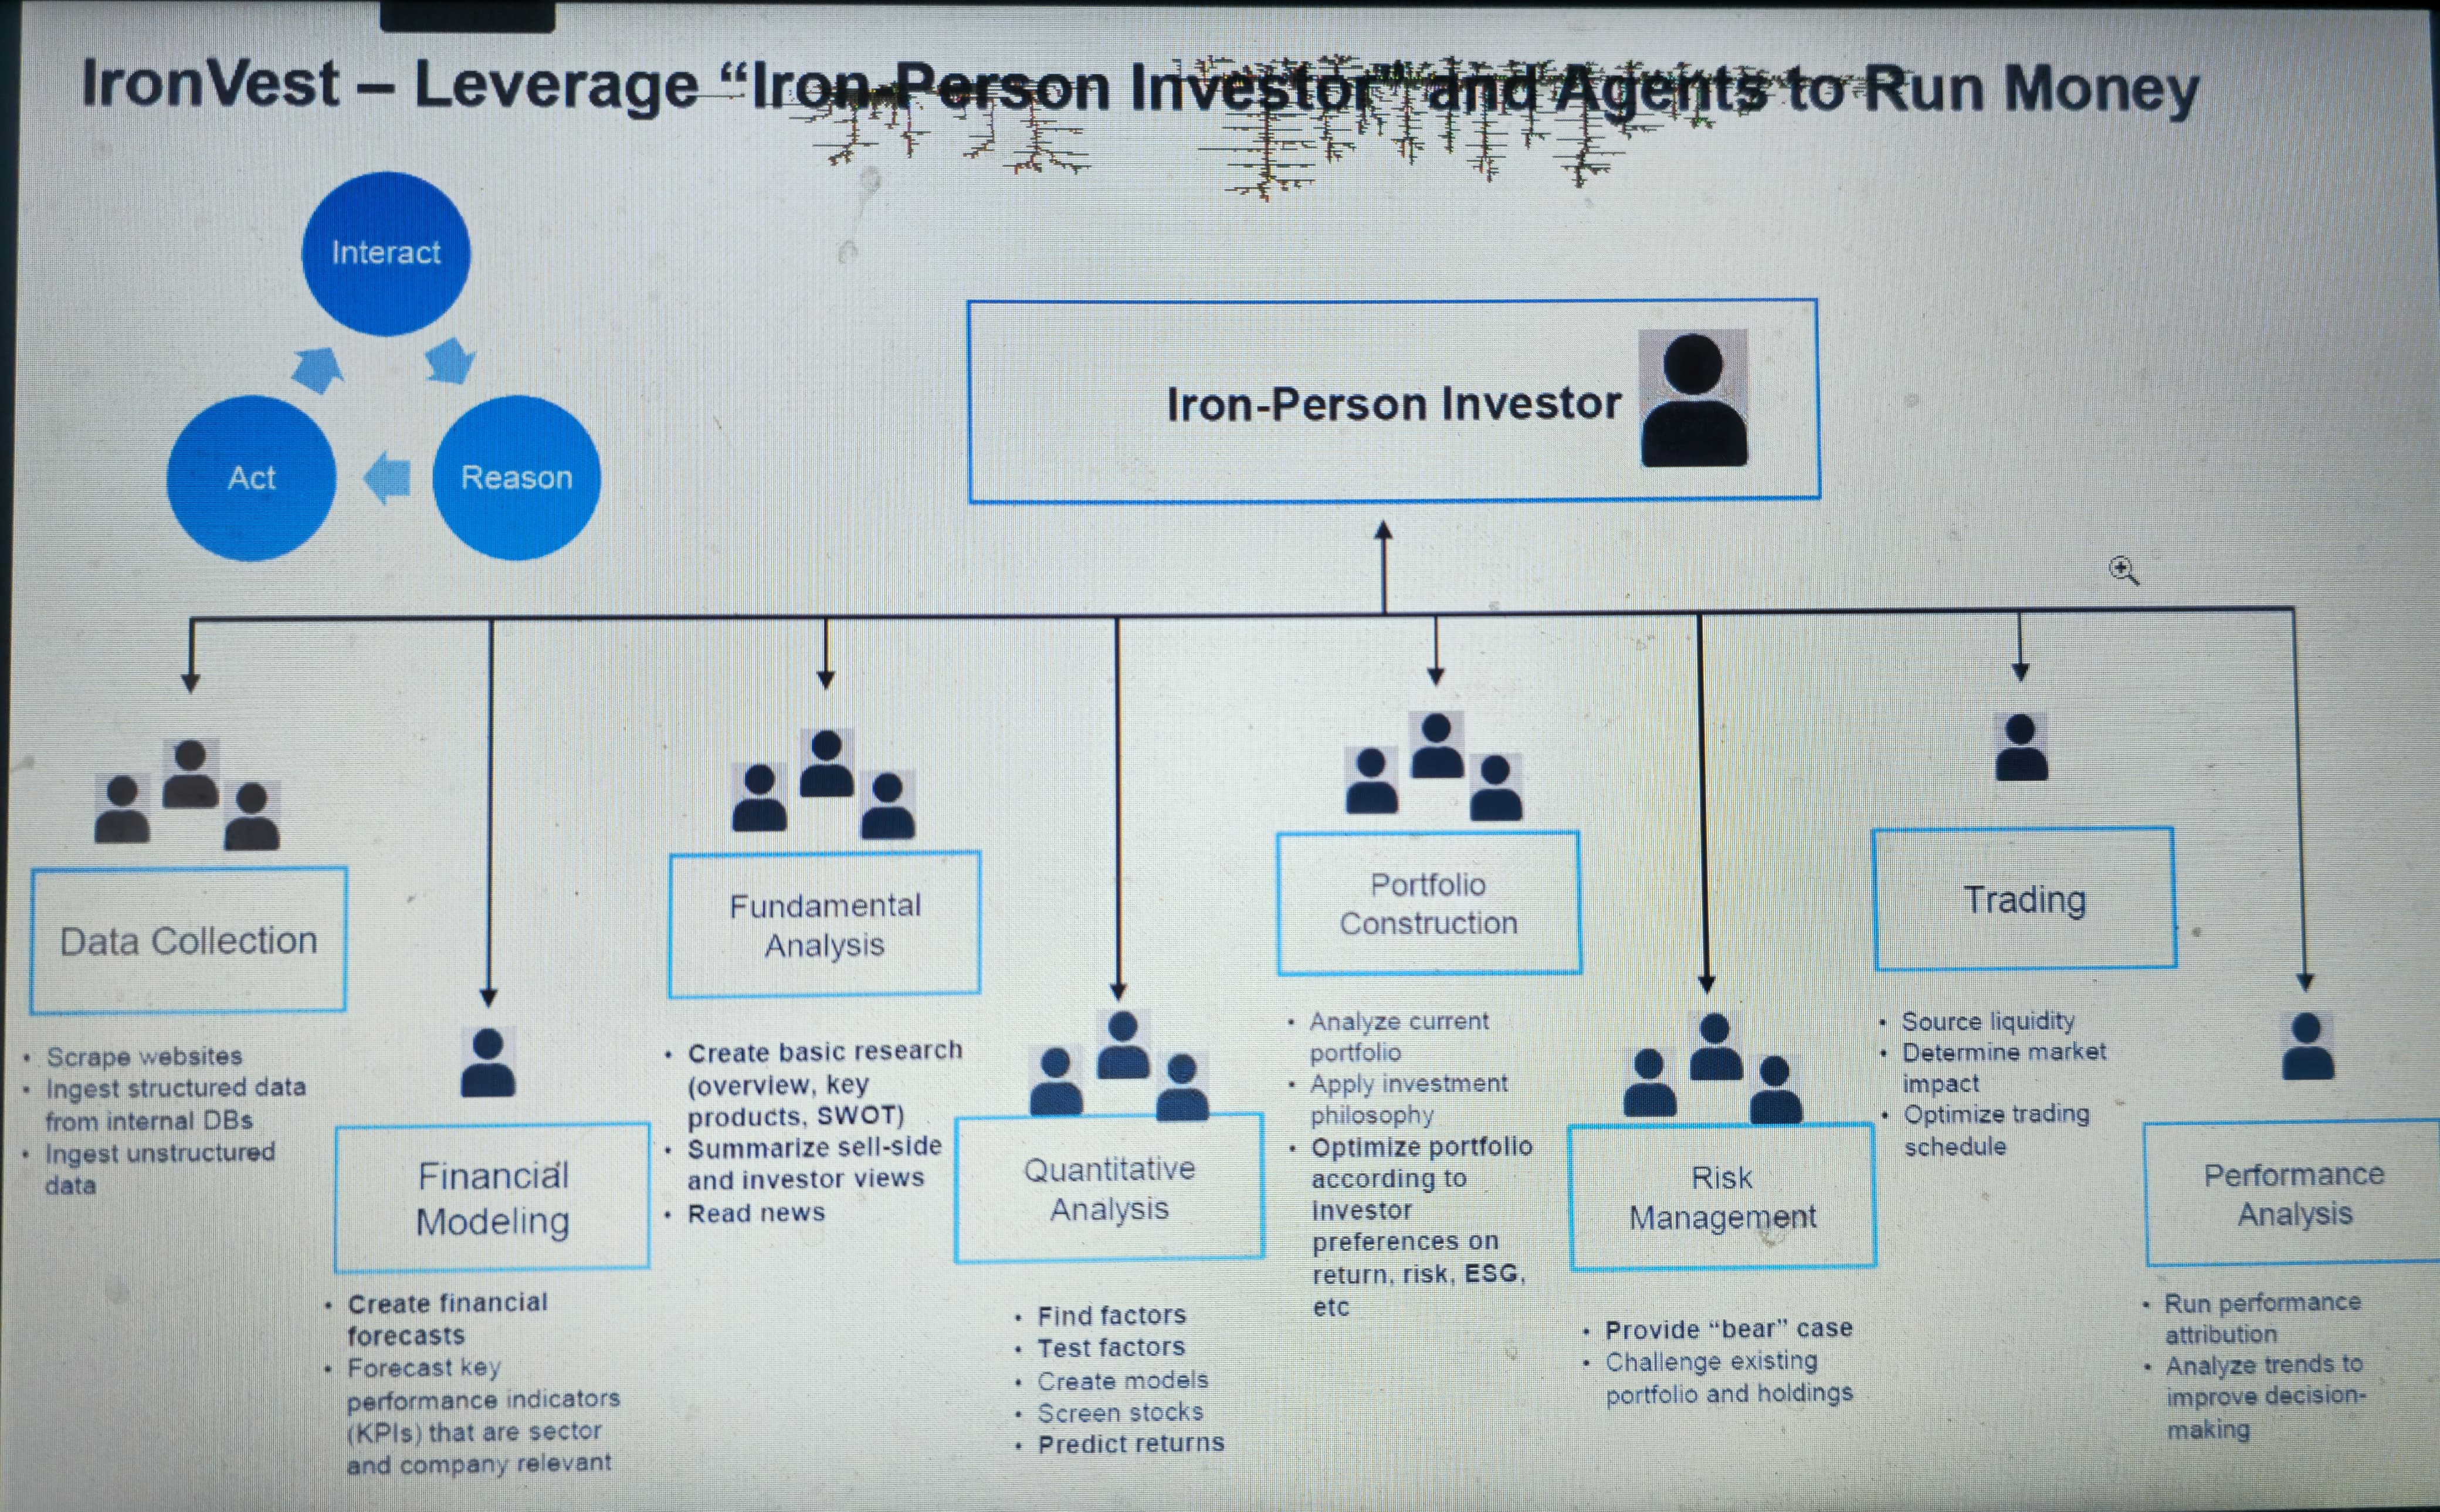 IronVest – Leverage “Iron-Person Investor” and Agents to Run Money
Interact
Act
Reason
Iron-Person Investor
Data Collection
• Scrape websites
• Ingest structured data
from internal DBs
• Ingest unstructured
data
Financial
Modeling
• Create financial
forecasts
• Forecast key
performance indicators
(KPIs) that are sector
and company relevant
Fundamental
Analysis
• Create basic research
(overview, key
products, SWOT)
• Summarize sell-side
and investor views
• Read news
Quantitative
Analysis
• Find factors
• Test factors
• Create models
• Screen stocks
• Predict returns
Portfolio
Construction
• Analyze current
portfolio
• Apply investment
philosophy
• Optimize portfolio
according to
investor
preferences on
return, risk, ESG,
etc
Risk
Management
• Provide “bear” case
• Challenge existing
portfolio and holdings
Trading
• Source liquidity
• Determine market
impact
• Optimize trading
schedule
Performance
Analysis
• Run performance
attribution
• Analyze trends to
improve decision-
making